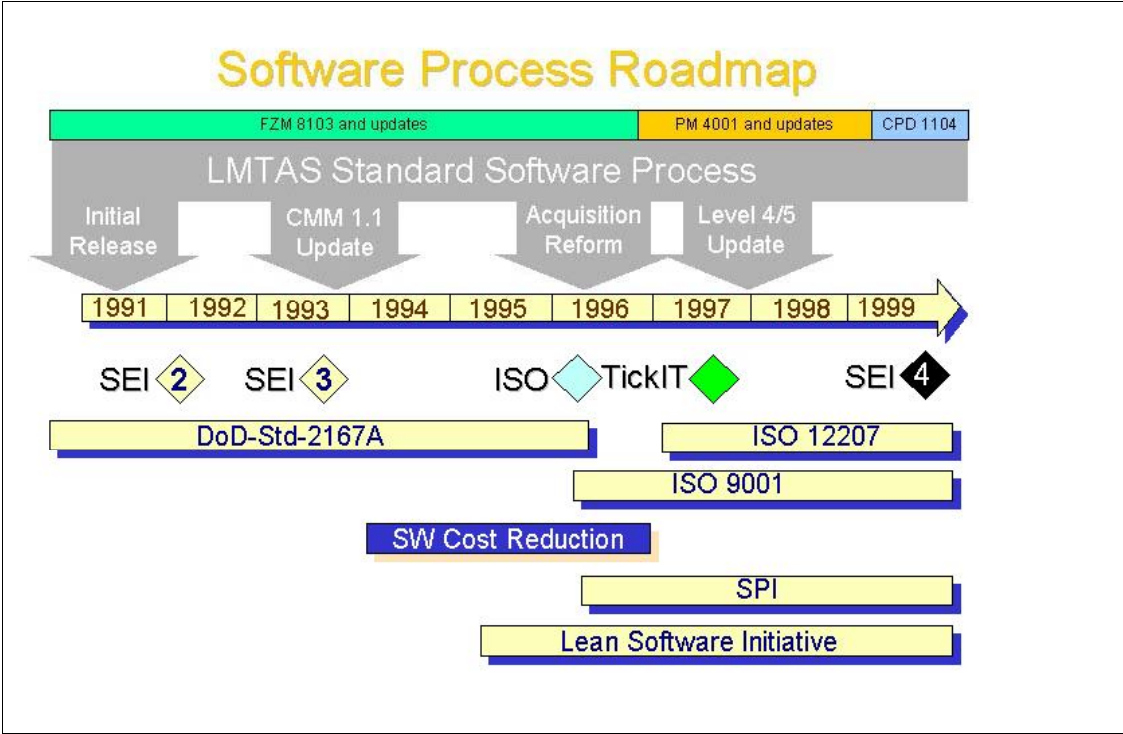 Software Process Roadmap
FZM 8103 and updates
PM 4001 and updates
CPD 1104
LMTAS Standard Software Process
Initial
Release
CMM 1.1
Update
Acquisition
Reform
Level 4/5
Update
1991
1992
1993
1994
1995
1996
1997
1998
1999
SEI 2
SEI 3
ISO
TickIT
SEI 4
DoD-Std-2167A
ISO 12207
ISO 9001
SW Cost Reduction
SPI
Lean Software Initiative